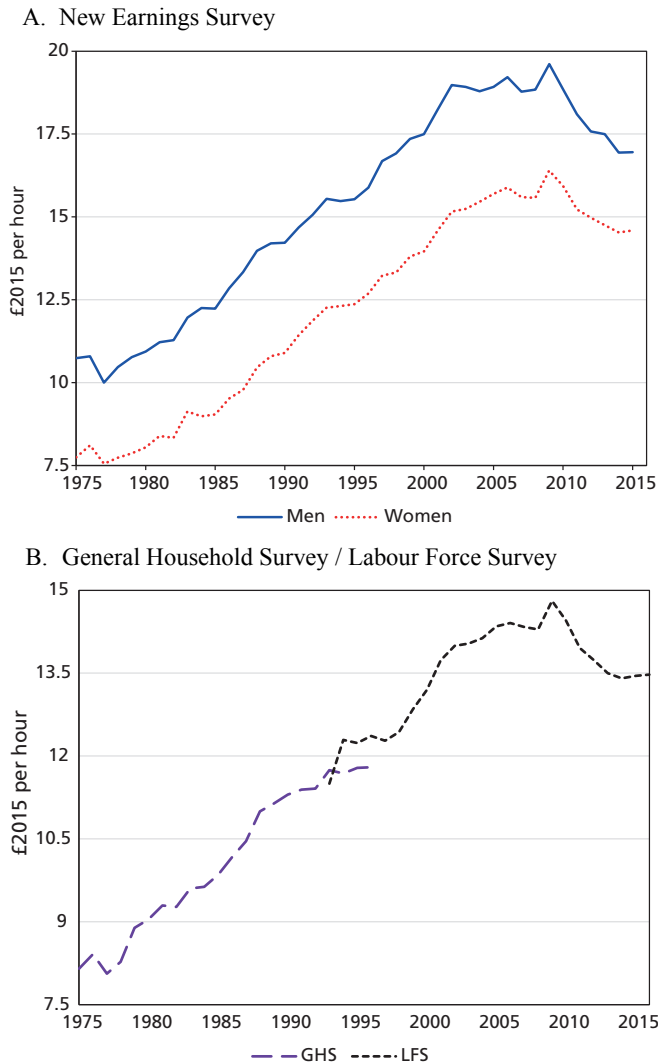 A. New Earnings Survey
20
17.5
15
12.5
10
7.5
£2015 per hour
1975 1980 1985 1990 1995 2000 2005 2010 2015
Men Women
B. General Household Survey / Labour Force Survey
15
13.5
12
10.5
9
7.5
£2015 per hour
1975 1980 1985 1990 1995 2000 2005 2010 2015
GHS LFS